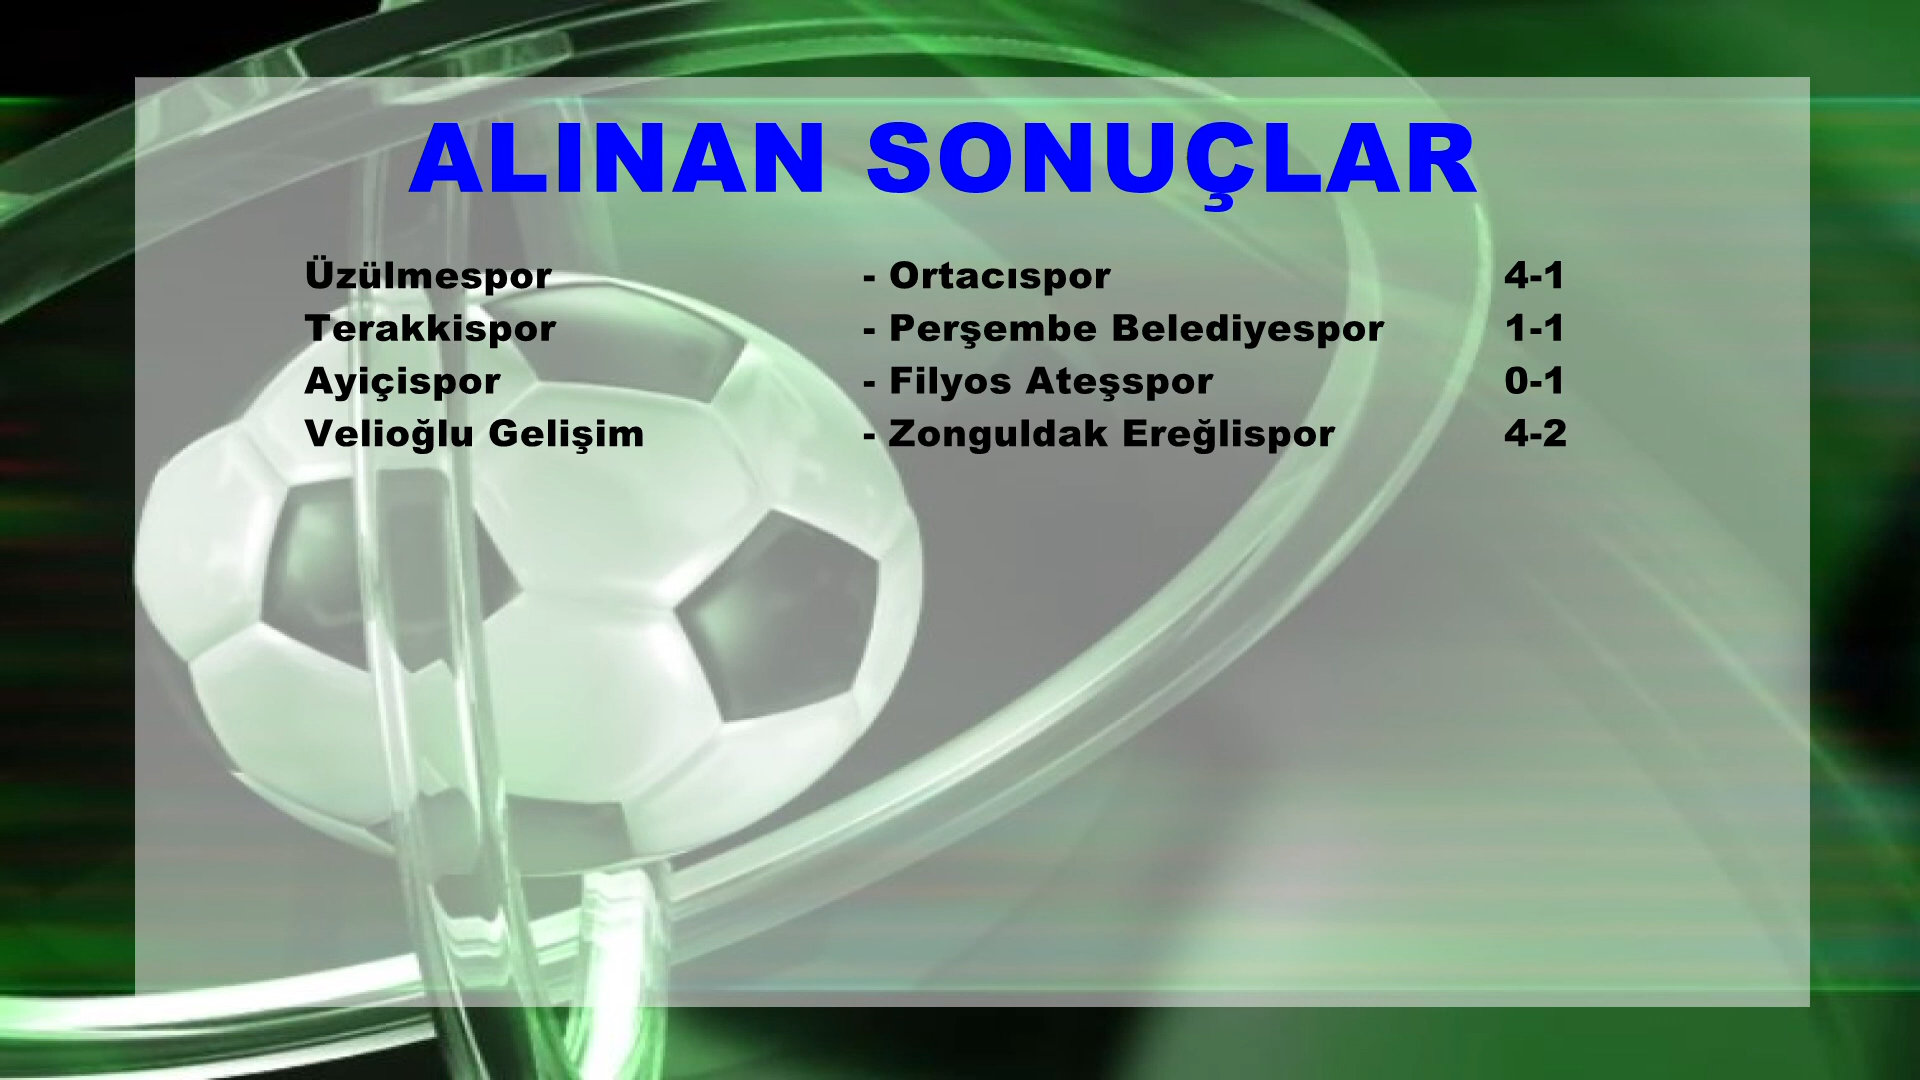 ALINAN SONUÇLAR
Üzülmespor - Ortacıspor 4-1
Terakkispor - Perşembe Belediyespor 1-1
Ayiçispor - Filyos Ateşspor 0-1
Velioğlu Gelişim - Zonguldak Ereğlispor 4-2